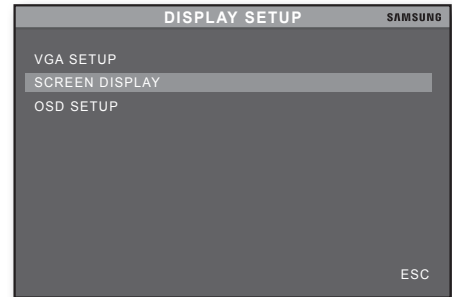 DISPLAY SETUP SAMSUNG
VGA SETUP
SCREEN DISPLAY
OSD SETUP
ESC